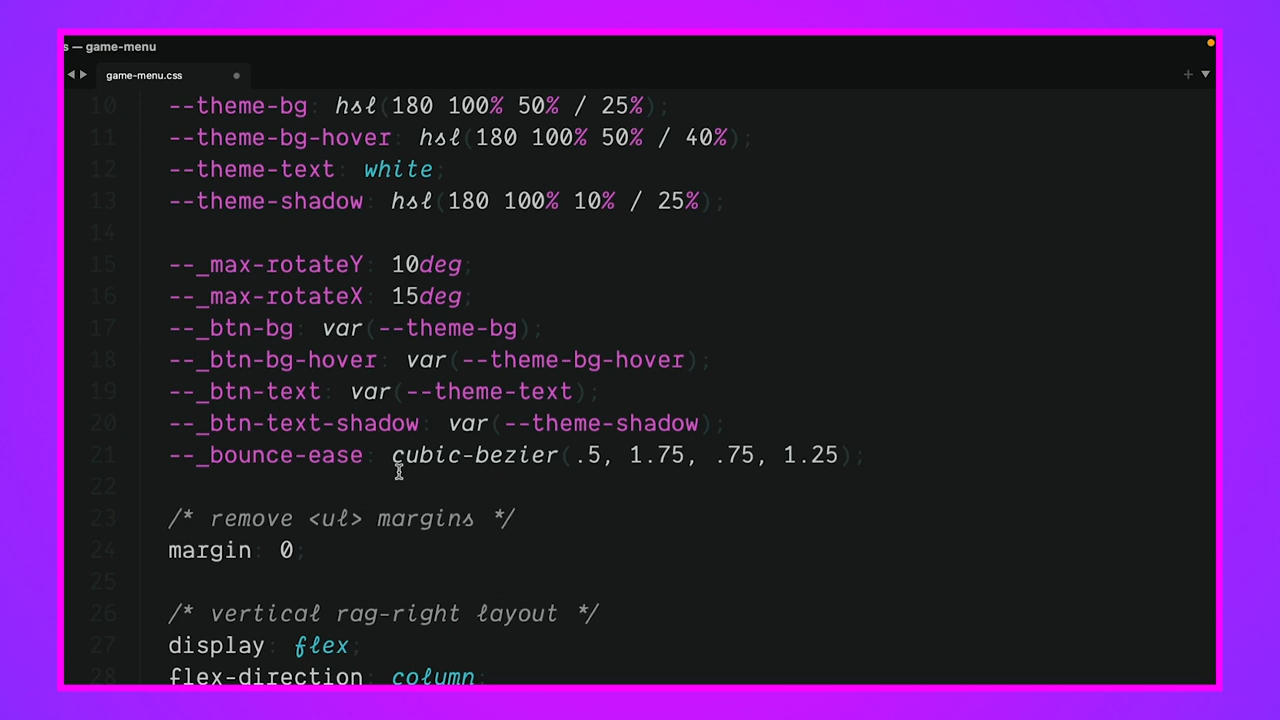 s — game-menu
game-menu.css
10 --theme-bg: hsl(180 100% 50% / 25%);
11 --theme-bg-hover: hsl(180 100% 50% / 40%);
12 --theme-text: white;
13 --theme-shadow: hsl(180 100% 10% / 25%);
14
15 --_max-rotateY: 10deg;
16 --_max-rotateX: 15deg;
17 --_btn-bg: var(--theme-bg);
18 --_btn-bg-hover: var(--theme-bg-hover);
19 --_btn-text: var(--theme-text);
20 --_btn-text-shadow: var(--theme-shadow);
21 --_bounce-ease: cubic-bezier(.5, 1.75, .75, 1.25);
22
23 /* remove <ul> margins */
24 margin: 0;
25
26 /* vertical rag-right layout */
27 display: flex;
28 flex-direction: column;